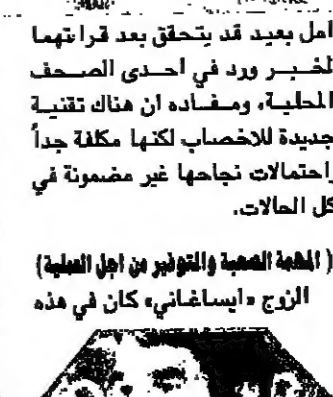 امل بعيد قد يتحقق بعد قراءتهما
لخبر ورد في احدى الصحف
المحلية، ومفاده ان هناك تقنية
جديدة للاخصاب لكنها مكلفة جداً
واحتمالات نجاحها غير مضمونة في
كل الحالات.
( المهمة الصعبة والتوفير من اجل العملية)
الزوج «ايساغاني» كان في هذه